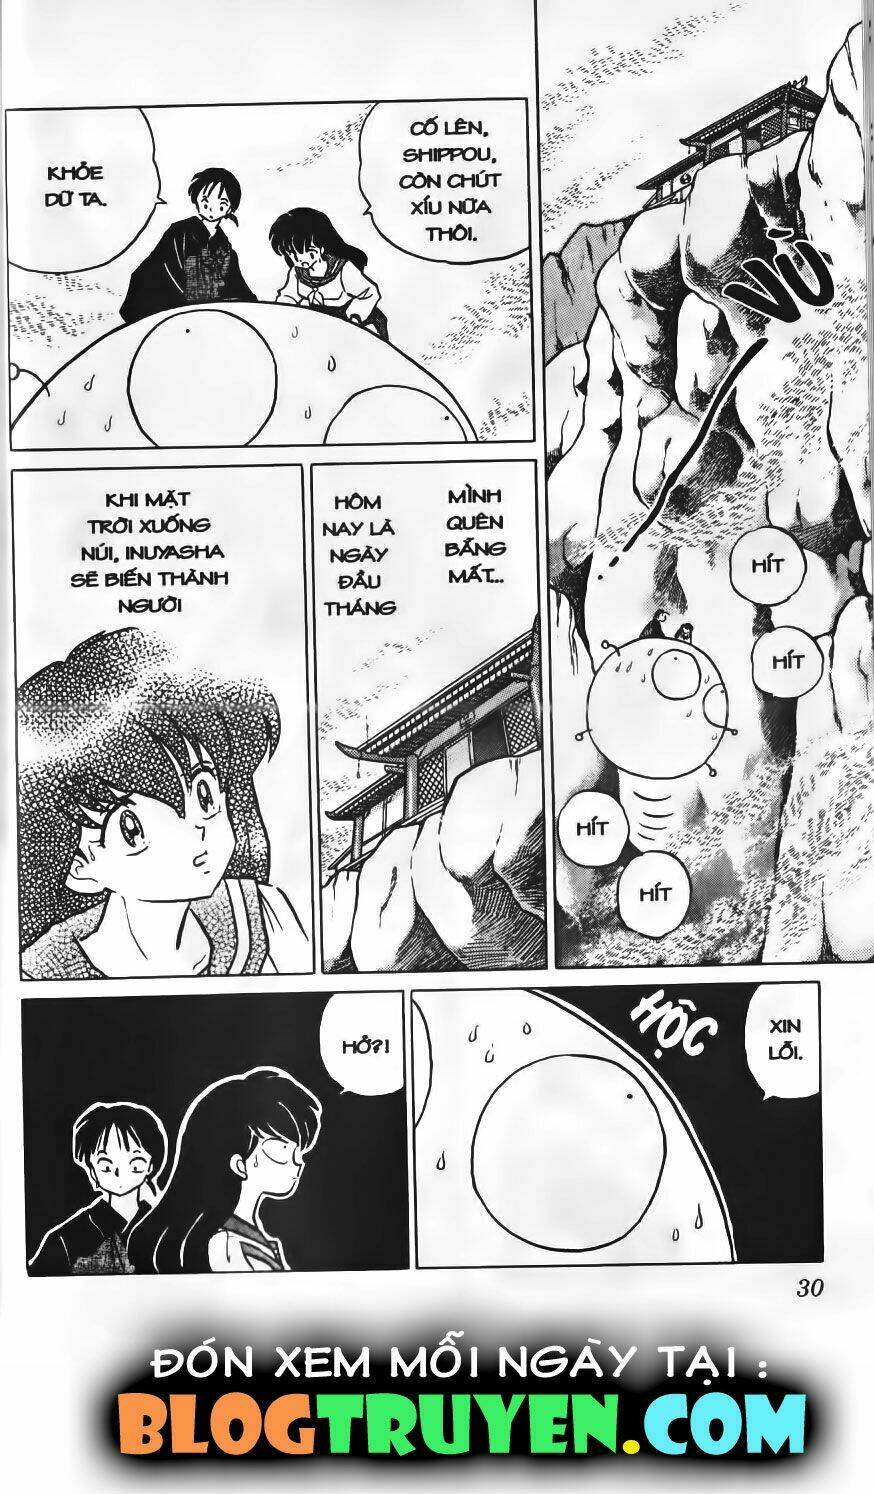 VÙ
HÍT
HÍT
HÍT
HÍT
CỐ LÊN,
SHIPPOU,
CÒN CHÚT
XÍU NỮA
THÔI.
KHỎE
DỮ TA.
MÌNH
QUÊN
BẴNG
MẤT...
HÔM
NAY LÀ
NGÀY
ĐẦU
THÁNG
KHI MẶT
TRỜI XUỐNG
NÚI, INUYASHA
SẼ BIẾN THÀNH
NGƯỜI
XIN
LỖI.
HỘC
HỞ?!
30
ĐÓN XEM MỖI NGÀY TẠI :
BLOGTRUYEN.COM